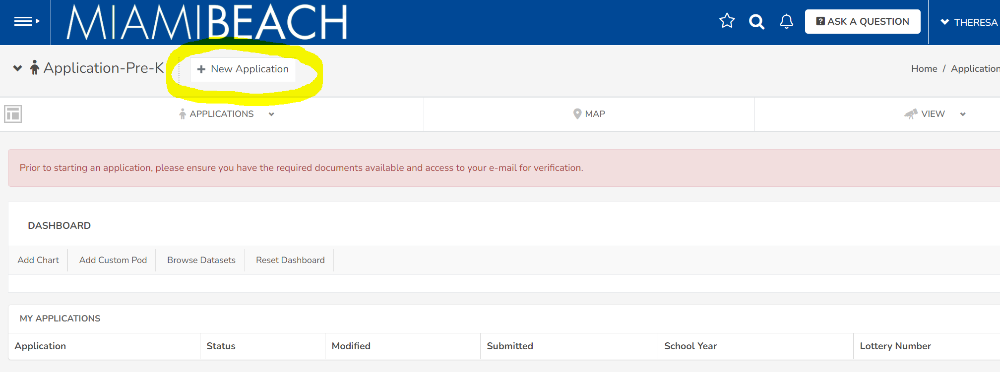 MIAMIBEACH
? ASK A QUESTION
THERESA
Application-Pre-K
+ New Application
Home / Application
APPLICATIONS
MAP
VIEW
Prior to starting an application, please ensure you have the required documents available and access to your e-mail for verification.
DASHBOARD
Add Chart
Add Custom Pod
Browse Datasets
Reset Dashboard
MY APPLICATIONS
Application
Status
Modified
Submitted
School Year
Lottery Number